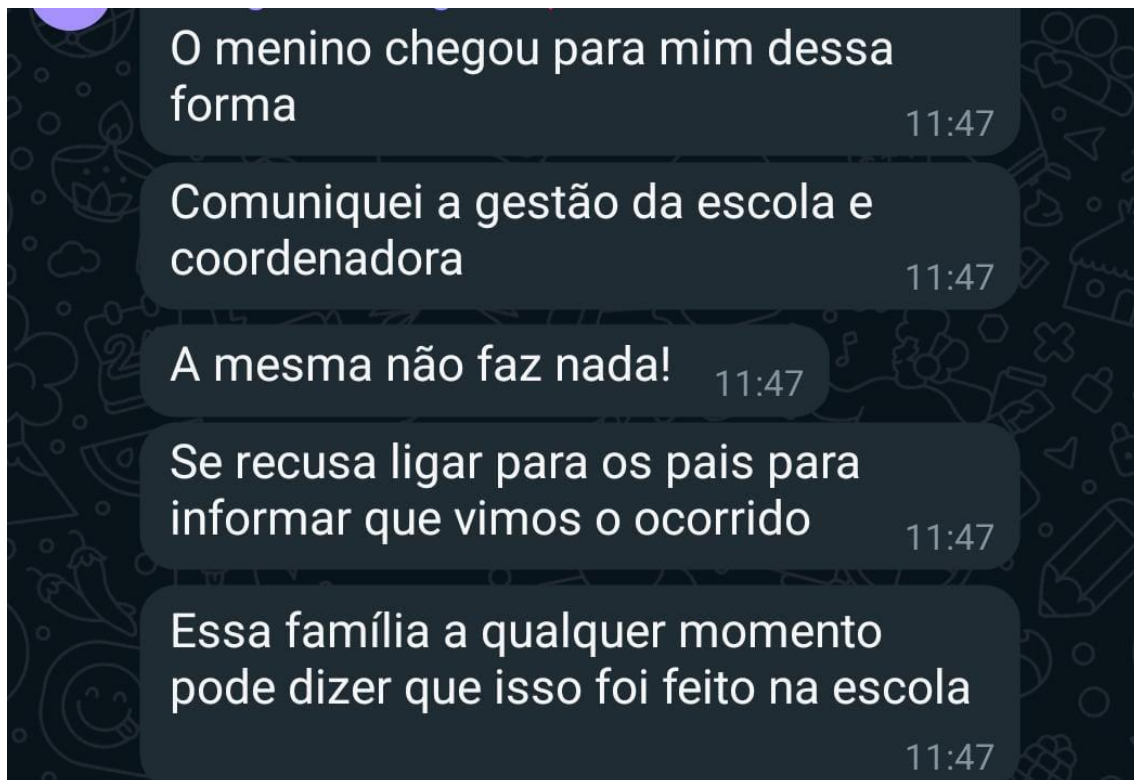 O menino chegou para mim dessa
forma
11:47
Comuniquei a gestão da escola e
coordenadora
11:47
A mesma não faz nada! 11:47
Se recusa ligar para os pais para
informar que vimos o ocorrido
11:47
Essa família a qualquer momento
pode dizer que isso foi feito na escola
11:47